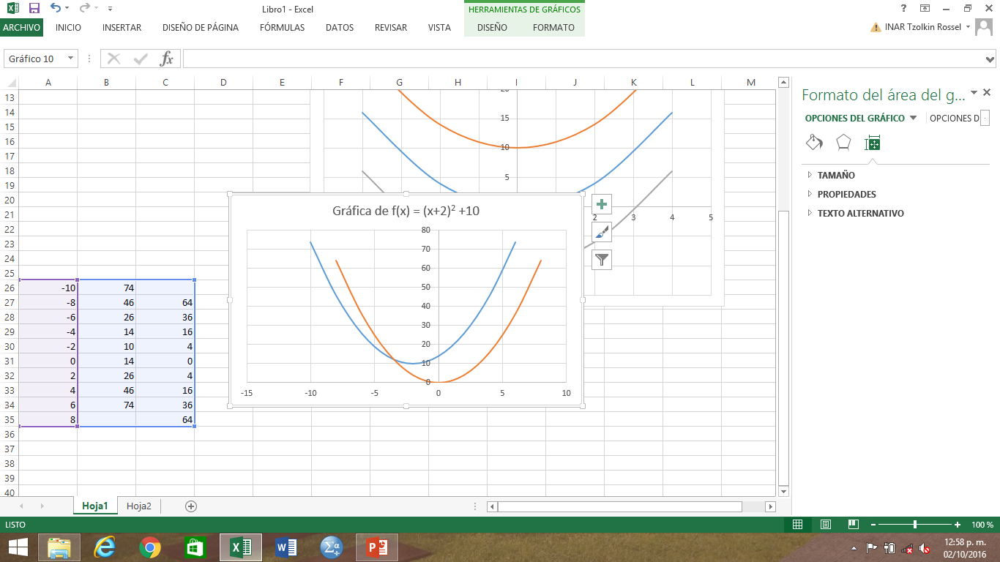 Libro1 - Excel
HERRAMIENTAS DE GRÁFICOS
?
ARCHIVO INICIO INSERTAR DISEÑO DE PÁGINA FÓRMULAS DATOS REVISAR VISTA DISEÑO FORMATO
INAR Tzolkin Rossel
Gráfico 10
fx
A B C D E F G H I J K L M
13
14
15
16
17
18
19
20
21
22
23
24
25
26 -10 74
27 -8 46 64
28 -6 26 36
29 -4 14 16
30 -2 10 4
31 0 14 0
32 2 26 4
33 4 46 16
34 6 74 36
35 8 64
36
37
38
39
40
20
15
10
5
2 3 4 5
Gráfica de f(x) = (x+2)² +10
80
70
60
50
40
30
20
10
0
-15 -10 -5 0 5 10
Formato del área del g...
OPCIONES DEL GRÁFICO OPCIONES D
TAMAÑO
PROPIEDADES
TEXTO ALTERNATIVO
Hoja1 Hoja2
LISTO
100 %
12:58 p. m.
02/10/2016